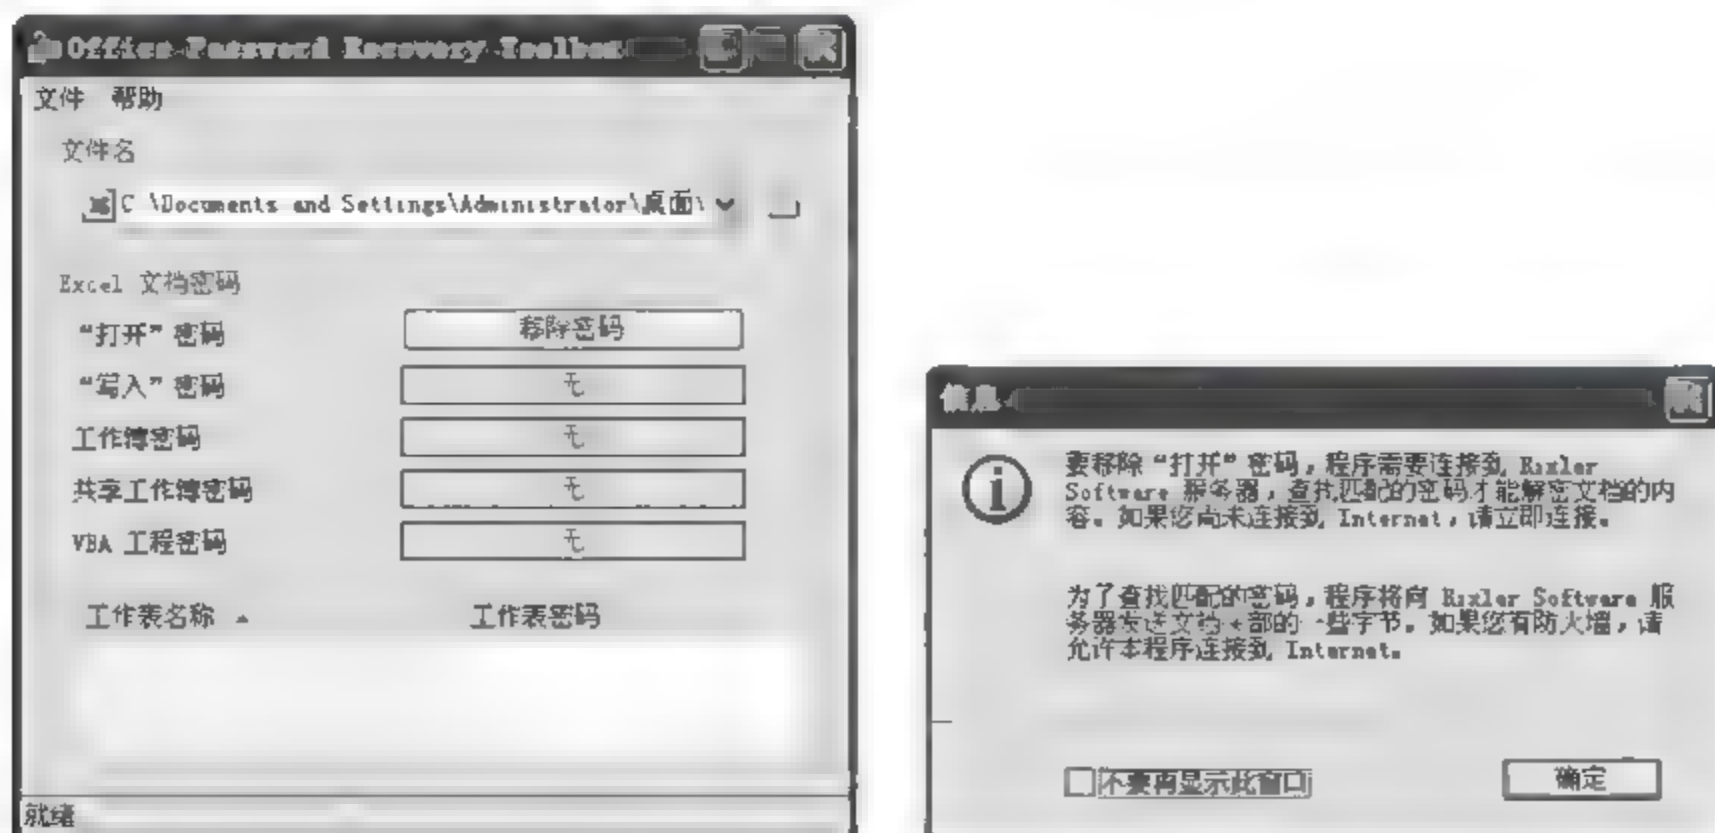 Office Password Recovery Toolbox
文件 帮助
文件名
C \Documents and Settings\Administrator\桌面\
Excel 文档密码
“打开”密码 移除密码
“写入”密码 无
工作簿密码 无
共享工作簿密码 无
VBA 工程密码 无
工作表名称 工作表密码
就绪
信息
要移除“打开”密码，程序需要连接到 Rixler
Software 服务器，查找匹配的密码才能解密文档的内
容。如果您尚未连接到 Internet，请立即连接。
为了查找匹配的密码，程序将向 Rixler Software 服
务器发送文档头部的一些字节。如果您有防火墙，请
允许本程序连接到 Internet。
不要再显示此窗口
确定